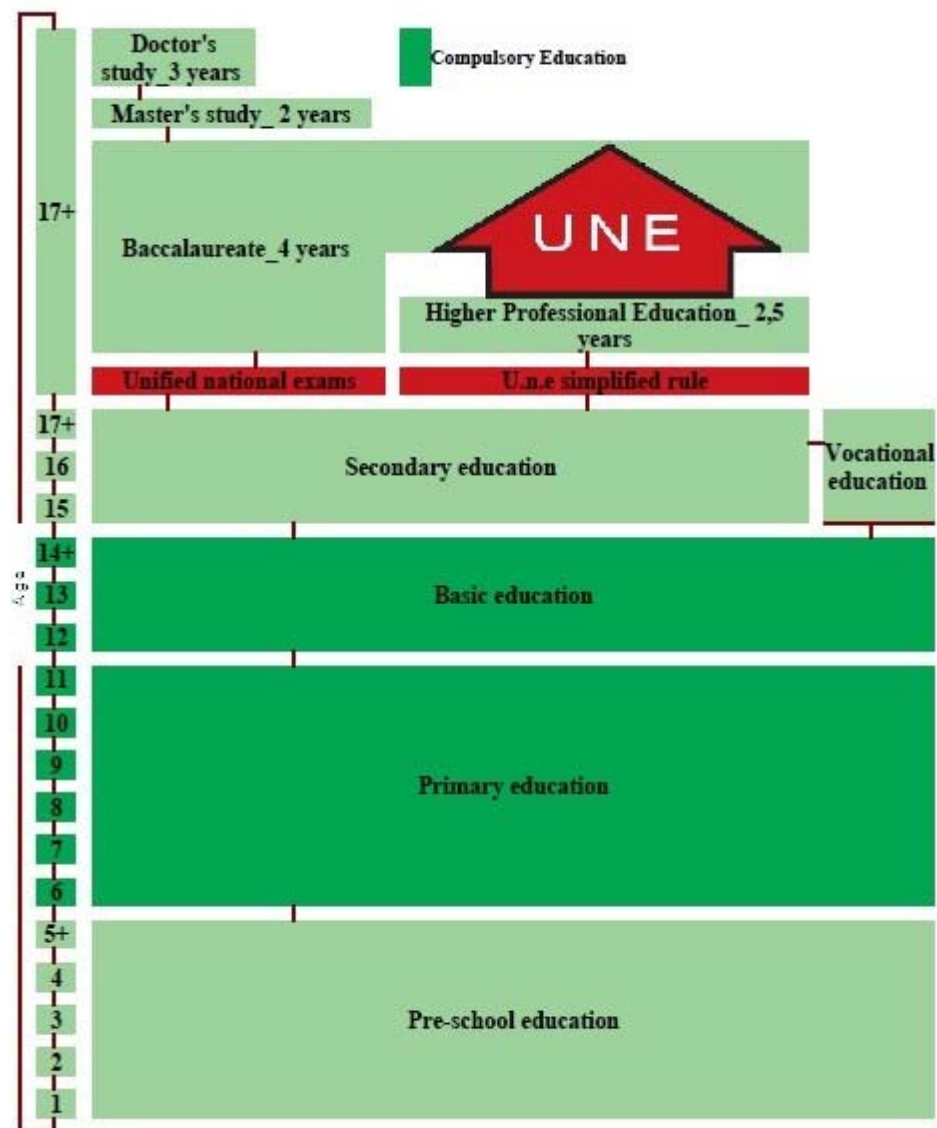 Doctor's
study_3 years
Compulsory Education
Master's study_ 2 years
17+
UNE
Baccalaureate_4 years
Higher Professional Education_ 2,5
years
Unified national exams
U.n.e simplified rule
17+
16
15
Secondary education
Vocational
education
Age
14+
13
12
Basic education
11
10
9
8
7
6
Primary education
5+
4
3
2
1
Pre-school education